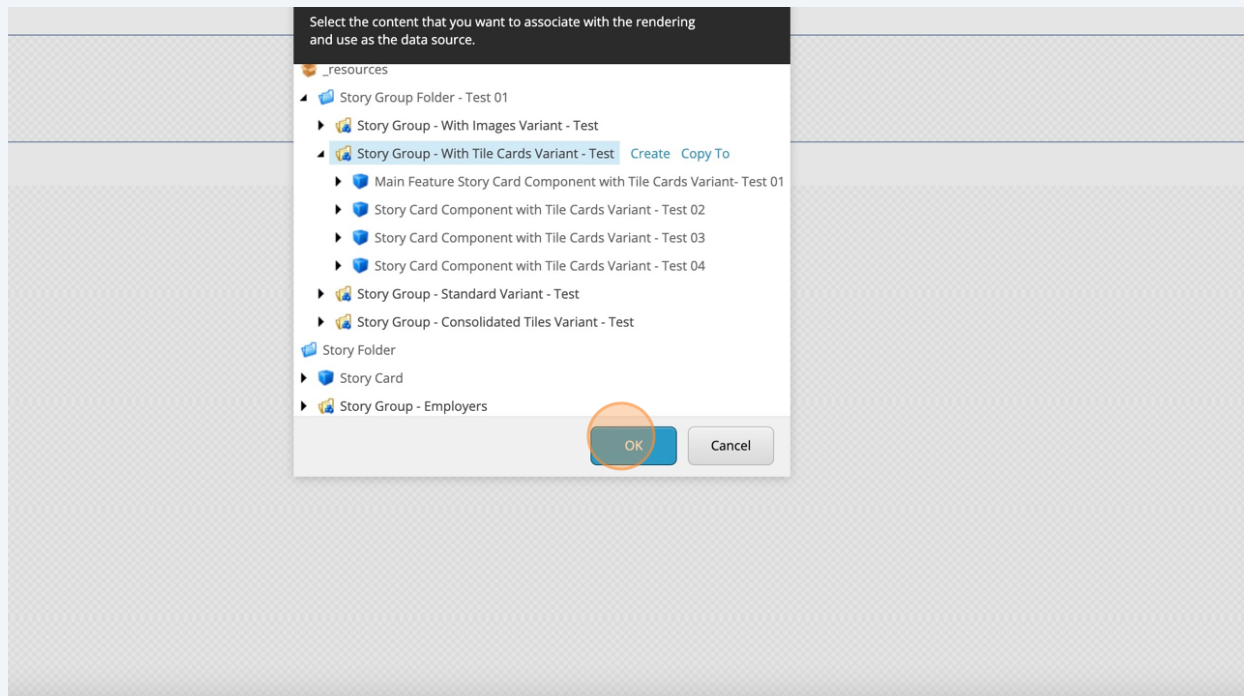 Select the content that you want to associate with the rendering
and use as the data source.
_resources
Story Group Folder - Test 01
Story Group - With Images Variant - Test
Story Group - With Tile Cards Variant - Test Create Copy To
Main Feature Story Card Component with Tile Cards Variant- Test 01
Story Card Component with Tile Cards Variant - Test 02
Story Card Component with Tile Cards Variant - Test 03
Story Card Component with Tile Cards Variant - Test 04
Story Group - Standard Variant - Test
Story Group - Consolidated Tiles Variant - Test
Story Folder
Story Card
Story Group - Employers
OK Cancel